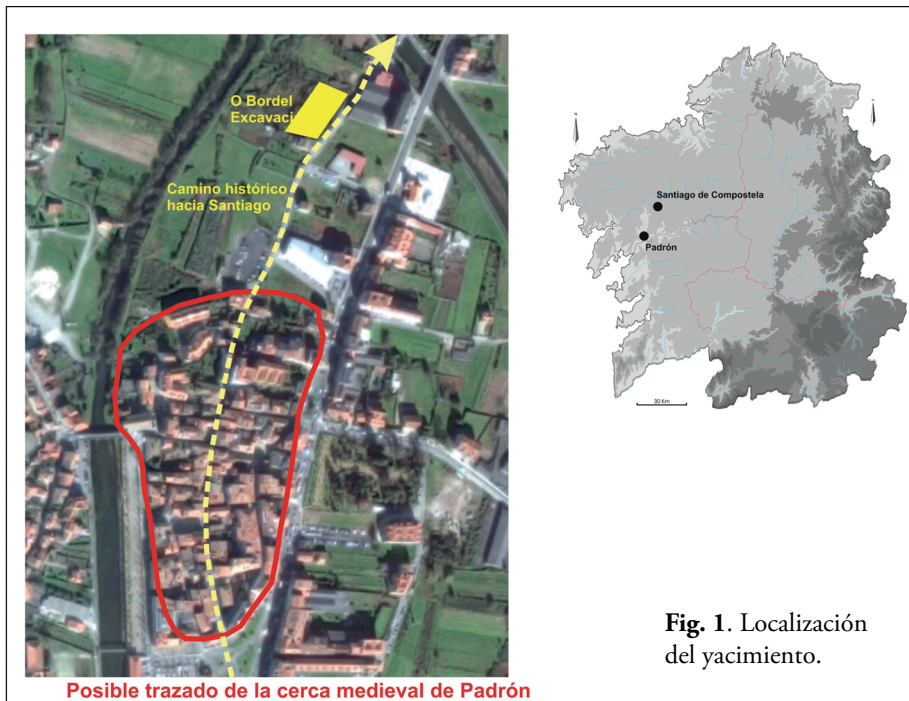 O Bordel
Excavaci
Camino histórico
hacia Santiago
Posible trazado de la cerca medieval de Padrón
Santiago de Compostela
Padrón
30 Km
Fig. 1. Localización
del yacimiento.